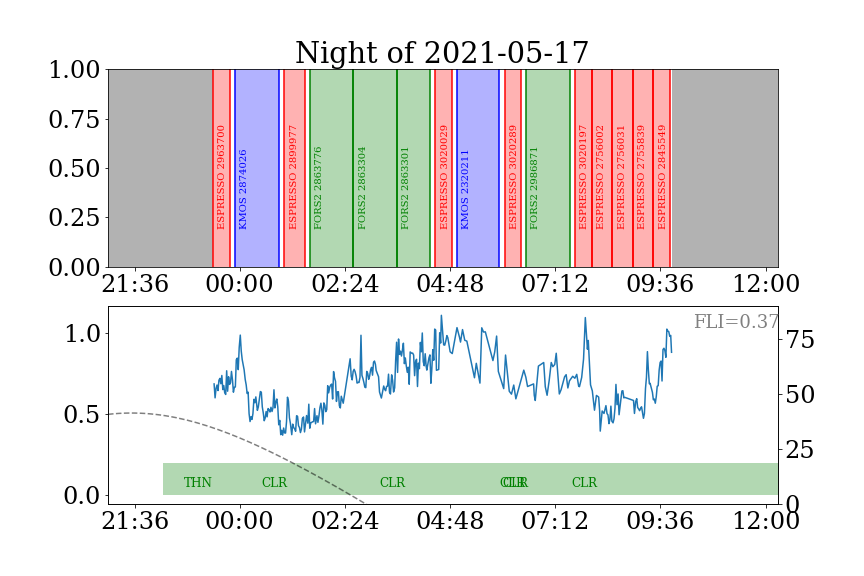 Night of 2021-05-17
1.00
0.75
0.50
0.25
0.00
ESPRESSO 2963700
KMOS 2874026
ESPRESSO 2899977
FORS2 2863776
FORS2 2863304
FORS2 2863301
ESPRESSO 3020029
KMOS 2320211
ESPRESSO 3020289
FORS2 2986871
ESPRESSO 3020197
ESPRESSO 2756002
ESPRESSO 2756031
ESPRESSO 2755839
ESPRESSO 2845549
21:36 00:00 02:24 04:48 07:12 09:36 12:00
FLI=0.37
1.0
0.5
0.0
75
50
25
0
THN CLR CLR CLR CLR CLR
21:36 00:00 02:24 04:48 07:12 09:36 12:00